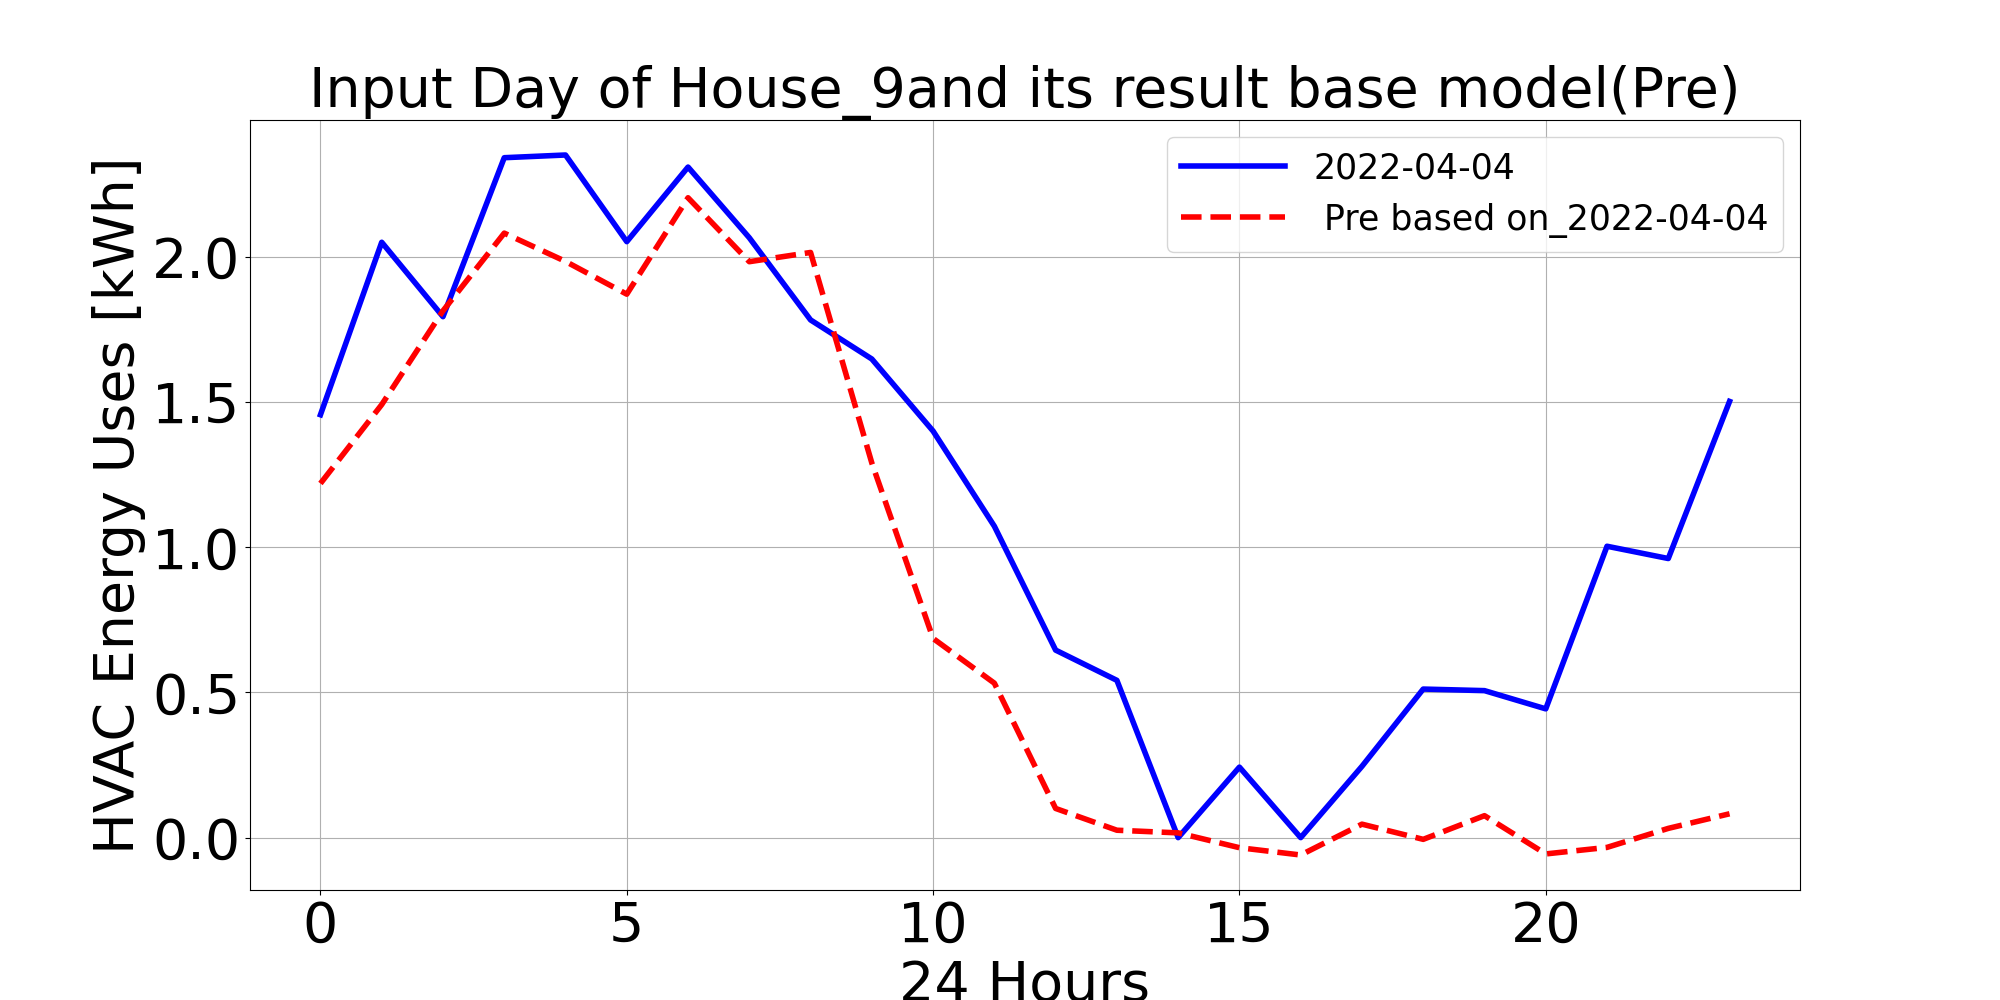 Input Day of House_9and its result base model(Pre)
2022-04-04
Pre based on_2022-04-04
HVAC Energy Uses [kWh]
2.0
1.5
1.0
0.5
0.0
0 5 10 15 20
24 Hours